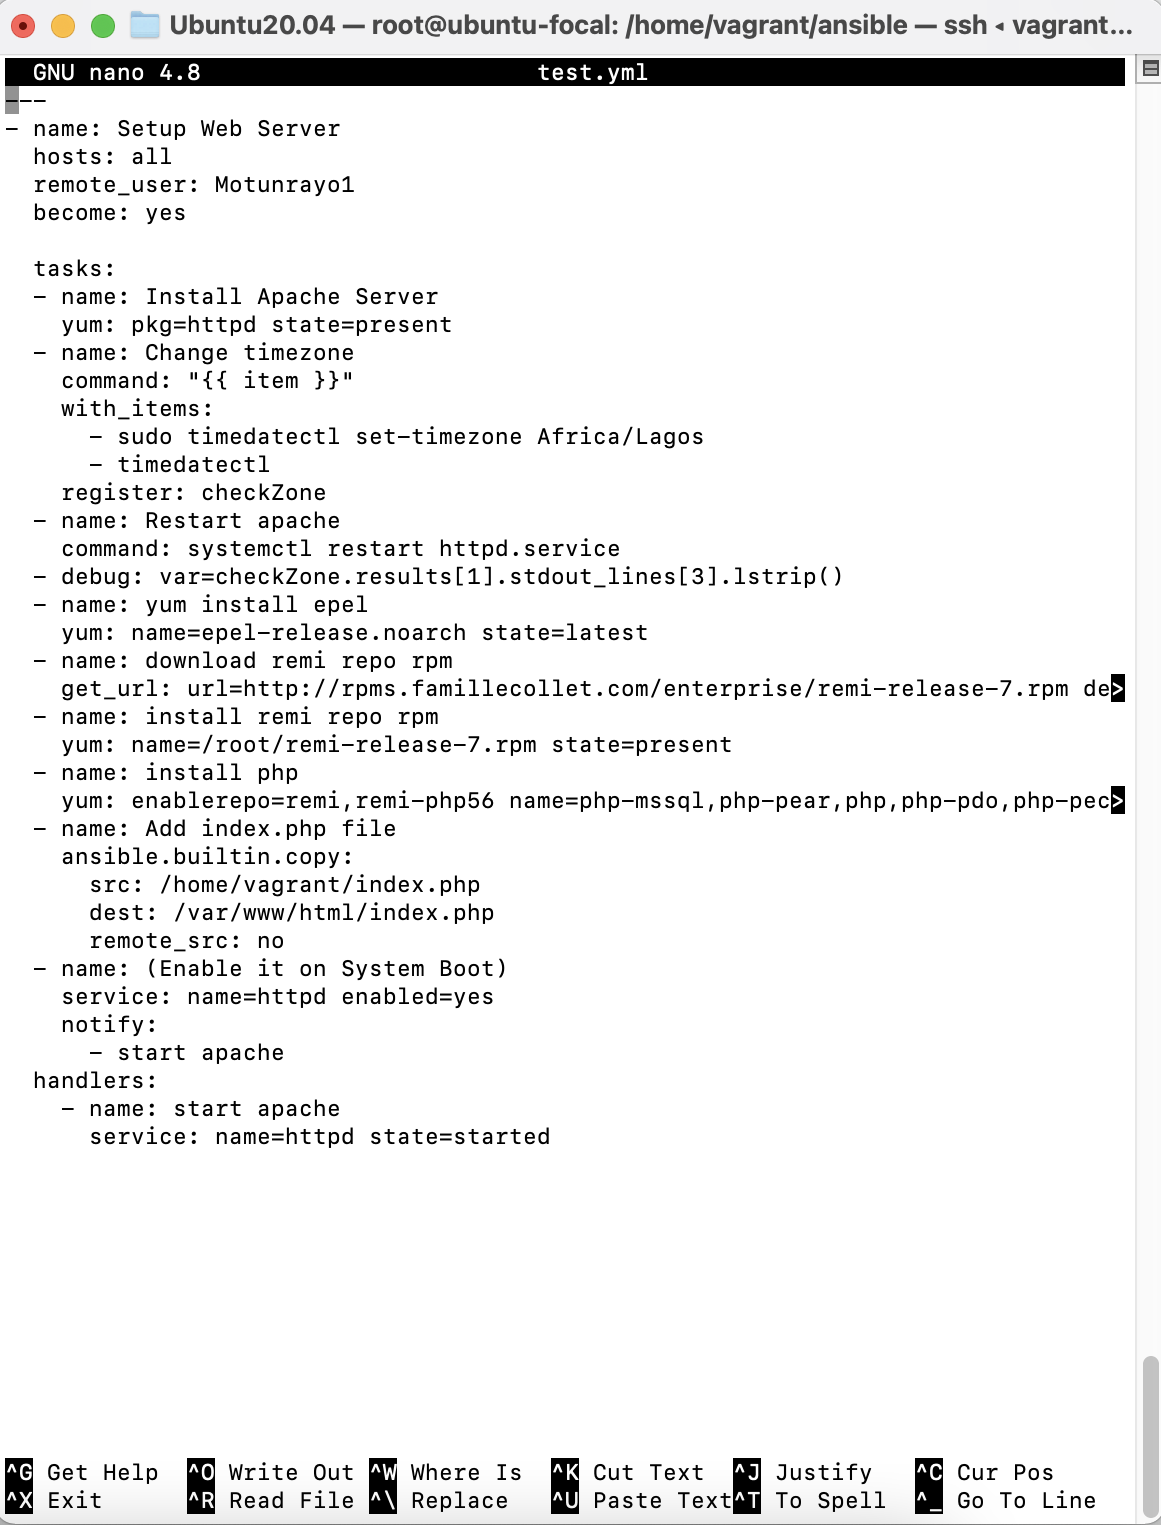 Ubuntu20.04 — root@ubuntu-focal: /home/vagrant/ansible — ssh ◂ vagrant...
GNU nano 4.8 test.yml
---
- name: Setup Web Server
  hosts: all
  remote_user: Motunrayo1
  become: yes

  tasks:
  - name: Install Apache Server
    yum: pkg=httpd state=present
  - name: Change timezone
    command: "{{ item }}"
    with_items:
      - sudo timedatectl set-timezone Africa/Lagos
      - timedatectl
    register: checkZone
  - name: Restart apache
    command: systemctl restart httpd.service
  - debug: var=checkZone.results[1].stdout_lines[3].lstrip()
  - name: yum install epel
    yum: name=epel-release.noarch state=latest
  - name: download remi repo rpm
    get_url: url=http://rpms.famillecollet.com/enterprise/remi-release-7.rpm de>
  - name: install remi repo rpm
    yum: name=/root/remi-release-7.rpm state=present
  - name: install php
    yum: enablerepo=remi,remi-php56 name=php-mssql,php-pear,php,php-pdo,php-pec>
  - name: Add index.php file
    ansible.builtin.copy:
      src: /home/vagrant/index.php
      dest: /var/www/html/index.php
      remote_src: no
  - name: (Enable it on System Boot)
    service: name=httpd enabled=yes
    notify:
      - start apache
  handlers:
    - name: start apache
      service: name=httpd state=started
^G Get Help ^O Write Out ^W Where Is ^K Cut Text ^J Justify ^C Cur Pos
^X Exit ^R Read File ^\ Replace ^U Paste Text ^T To Spell ^_ Go To Line